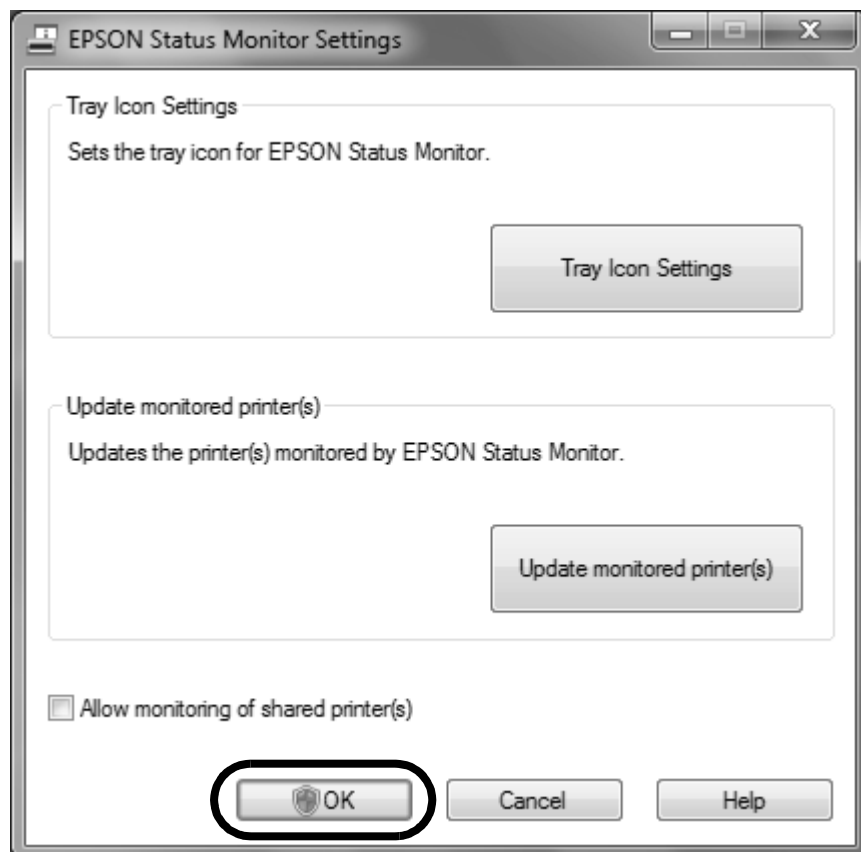 EPSON Status Monitor Settings
Tray Icon Settings
Sets the tray icon for EPSON Status Monitor.
Tray Icon Settings
Update monitored printer(s)
Updates the printer(s) monitored by EPSON Status Monitor.
Update monitored printer(s)
Allow monitoring of shared printer(s)
OK Cancel Help